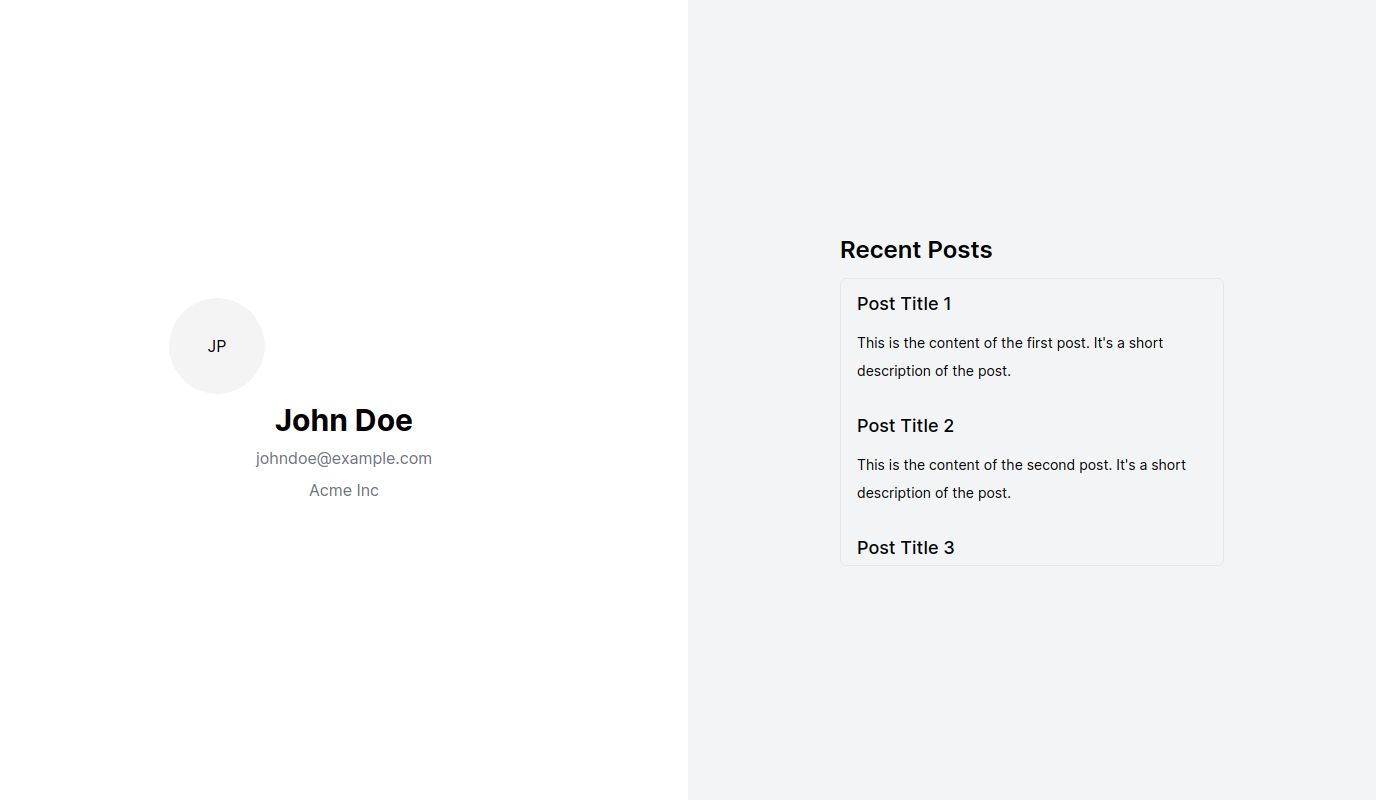 JP
John Doe
johndoe@example.com
Acme Inc
Recent Posts
Post Title 1
This is the content of the first post. It's a short
description of the post.
Post Title 2
This is the content of the second post. It's a short
description of the post.
Post Title 3